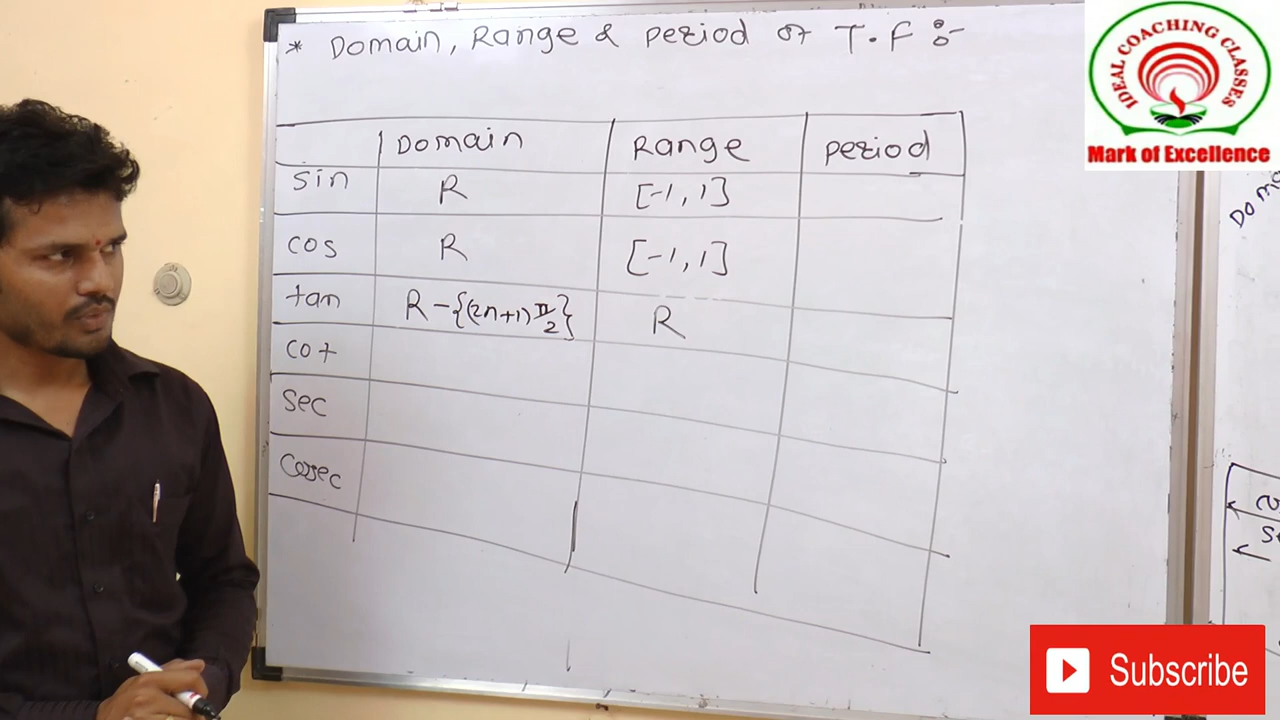 * Domain, Range & Period of T.F :-
Domain Range Period
sin R [-1, 1]
cos R [-1, 1]
tan R - {(2n+1) π/2} R
cot
sec
cosec
IDEAL COACHING CLASSES
Mark of Excellence
Subscribe